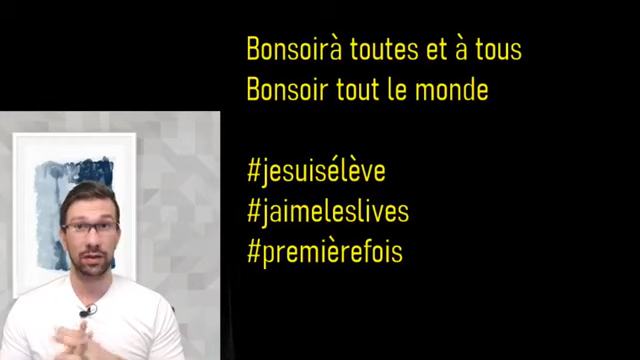 Bonsoirà toutes et à tous
Bonsoir tout le monde
#jesuisélève
#jaimeleslives
#premièrefois